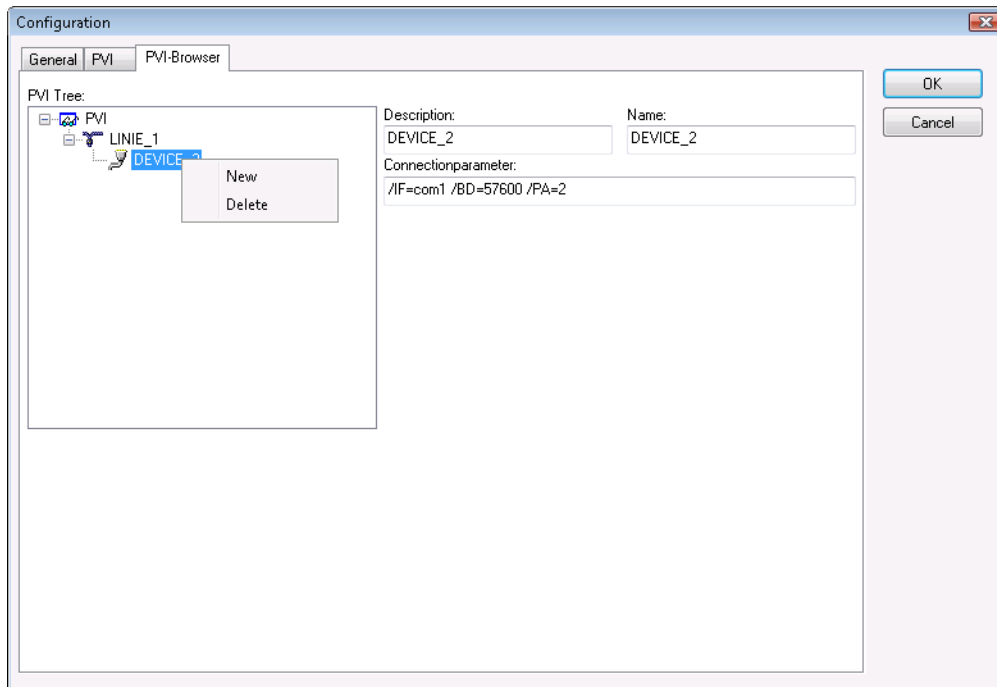 Configuration
General PVI PVI-Browser
OK
Cancel
PVI Tree:
PVI
LINIE_1
DEVICE_2
New
Delete
Description: Name:
DEVICE_2 DEVICE_2
Connectionparameter:
/IF=com1 /BD=57600 /PA=2